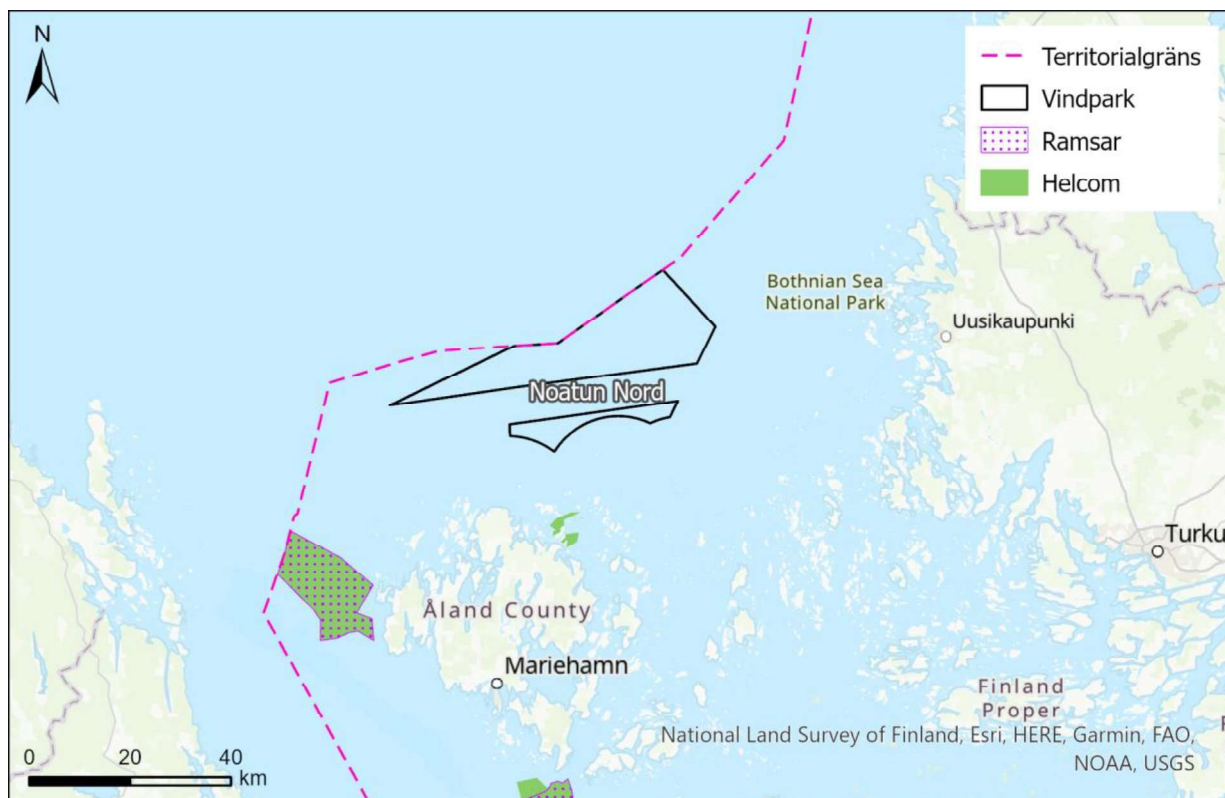 N
Territorialgräns
Vindpark
Ramsar
Helcom
Bothnian Sea
National Park
Uusikaupunki
Noatun Nord
Turku
Åland County
Mariehamn
Finland
Proper
National Land Survey of Finland, Esri, HERE, Garmin, FAO,
NOAA, USGS
0 20 40
km